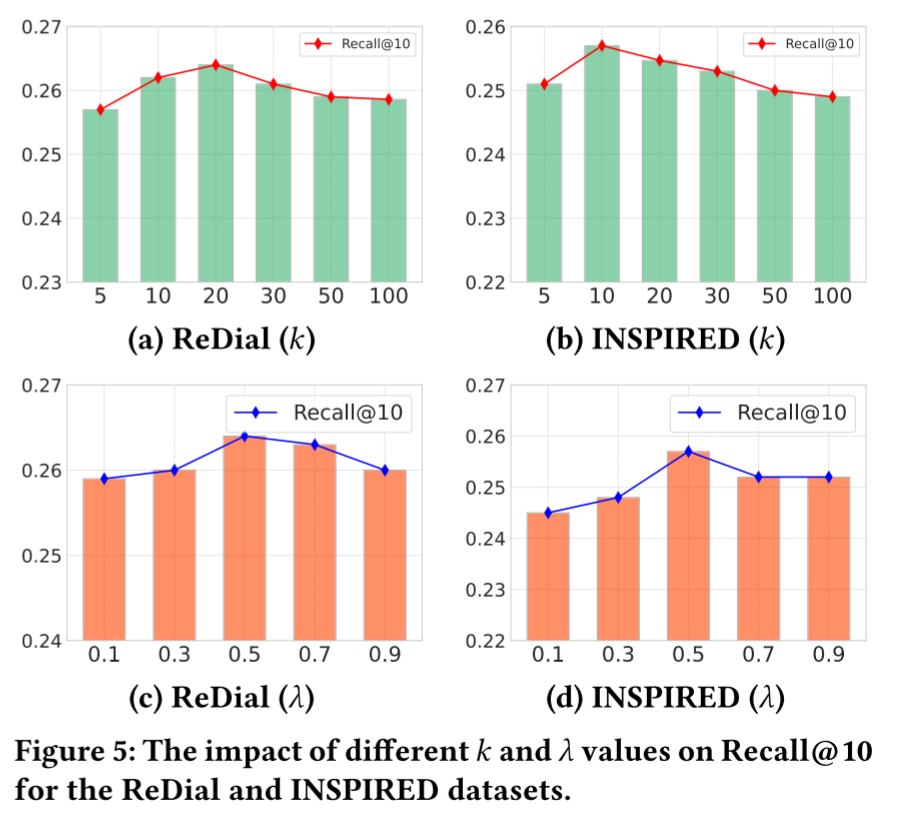 0.27
0.26
0.25
0.24
0.23
Recall@10
5 10 20 30 50 100
(a) ReDial (k)
0.26
0.25
0.24
0.23
0.22
Recall@10
5 10 20 30 50 100
(b) INSPIRED (k)
0.27
0.26
0.25
0.24
Recall@10
0.1 0.3 0.5 0.7 0.9
(c) ReDial (λ)
0.27
0.26
0.25
0.24
0.23
0.22
Recall@10
0.1 0.3 0.5 0.7 0.9
(d) INSPIRED (λ)
Figure 5: The impact of different k and λ values on Recall@10
for the ReDial and INSPIRED datasets.